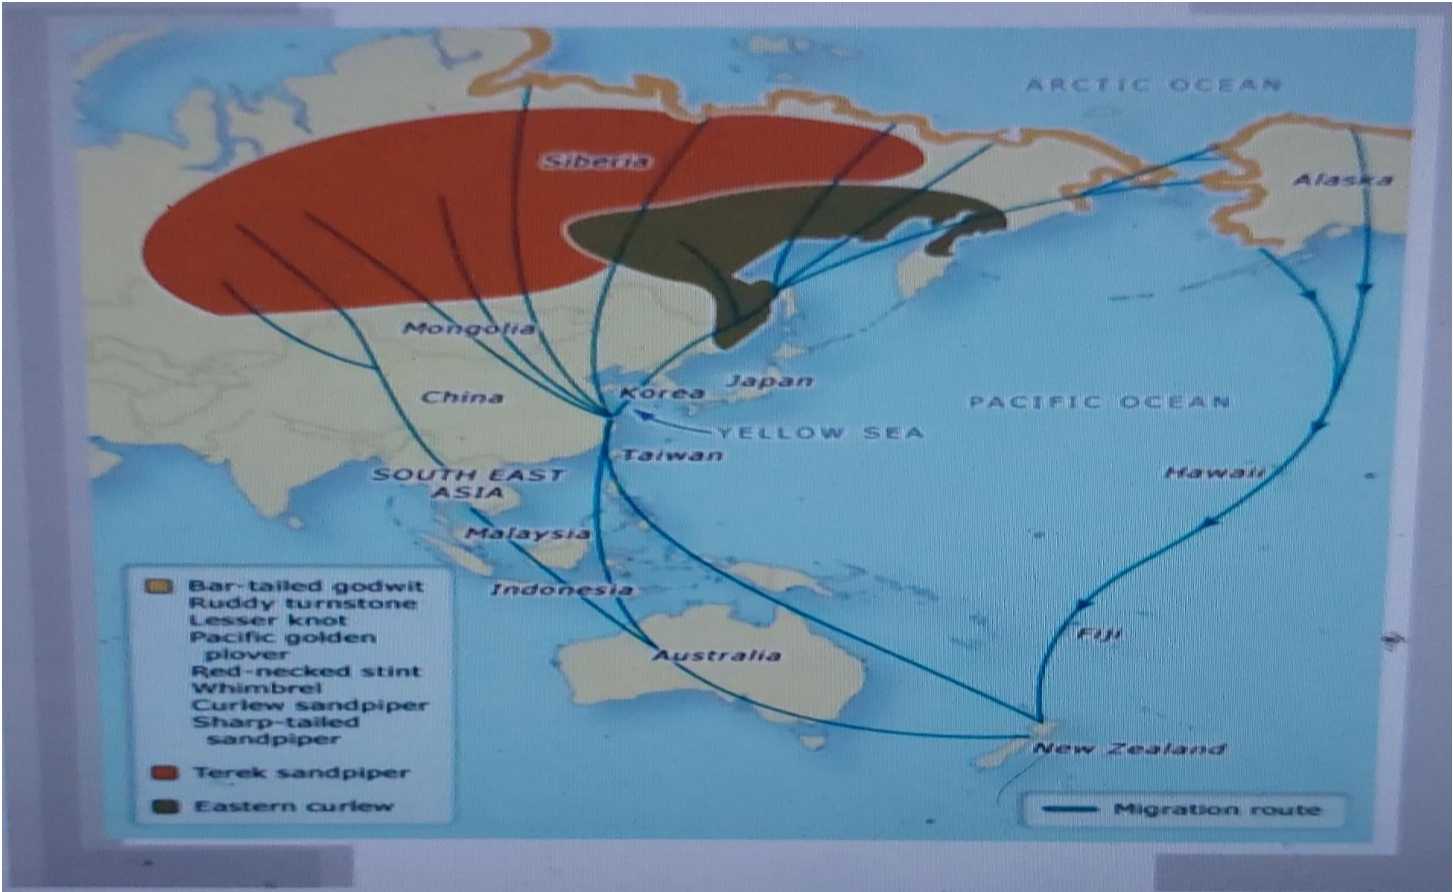 ARCTIC OCEAN
Siberia
Alaska
Mongolia
China
Korea
Japan
PACIFIC OCEAN
YELLOW SEA
Taiwan
Hawaii
SOUTH EAST
ASIA
Malaysia
Indonesia
Fiji
Australia
New Zealand
Bar-tailed godwit
Ruddy turnstone
Lesser knot
Pacific golden
plover
Red-necked stint
Whimbrel
Curlew sandpiper
Sharp-tailed
sandpiper
Terek sandpiper
Eastern curlew
Migration route